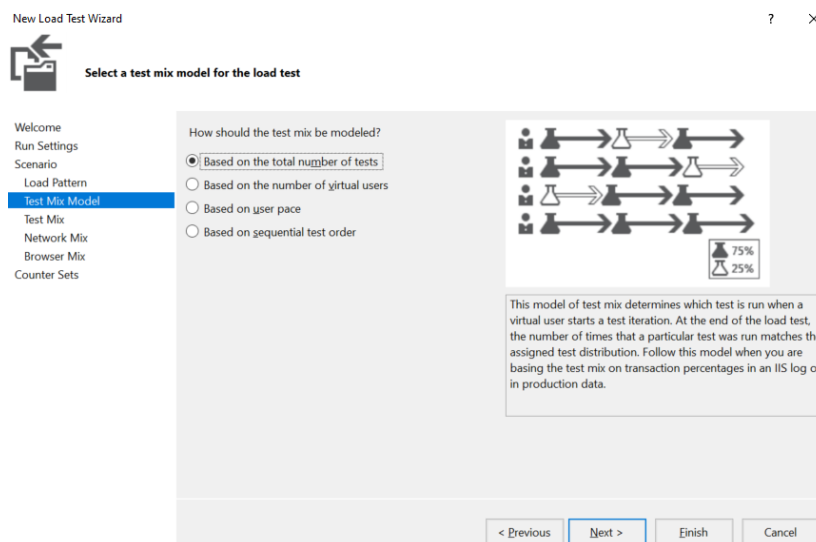 New Load Test Wizard
?
Select a test mix model for the load test
Welcome
Run Settings
Scenario
Load Pattern
Test Mix Model
Test Mix
Network Mix
Browser Mix
Counter Sets
How should the test mix be modeled?
Based on the total number of tests
Based on the number of virtual users
Based on user pace
Based on sequential test order
75%
25%
This model of test mix determines which test is run when a
virtual user starts a test iteration. At the end of the load test,
the number of times that a particular test was run matches th
assigned test distribution. Follow this model when you are
basing the test mix on transaction percentages in an IIS log o
in production data.
< Previous
Next >
Finish
Cancel